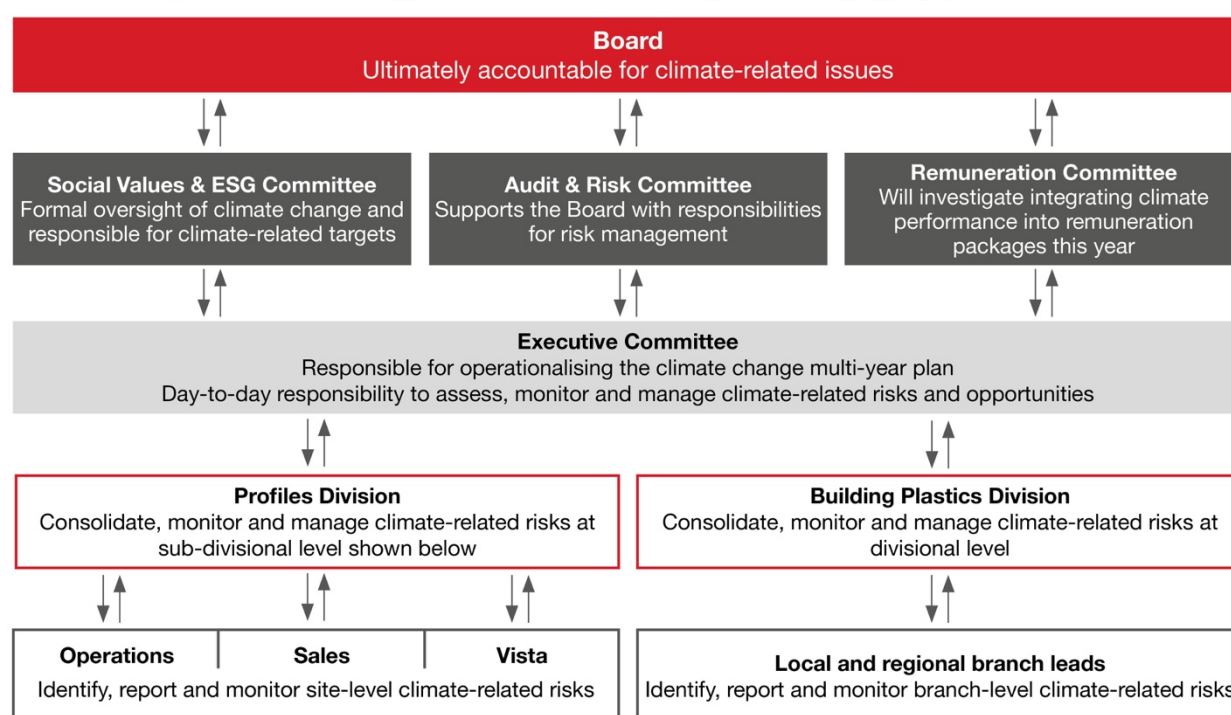 Board
Ultimately accountable for climate-related issues
Social Values & ESG Committee
Formal oversight of climate change and
responsible for climate-related targets
Audit & Risk Committee
Supports the Board with responsibilities
for risk management
Remuneration Committee
Will investigate integrating climate
performance into remuneration
packages this year
Executive Committee
Responsible for operationalising the climate change multi-year plan
Day-to-day responsibility to assess, monitor and manage climate-related risks and opportunities
Profiles Division
Consolidate, monitor and manage climate-related risks at
sub-divisional level shown below
Building Plastics Division
Consolidate, monitor and manage climate-related risks at
divisional level
Operations
Sales
Vista
Identify, report and monitor site-level climate-related risks
Local and regional branch leads
Identify, report and monitor branch-level climate-related risks